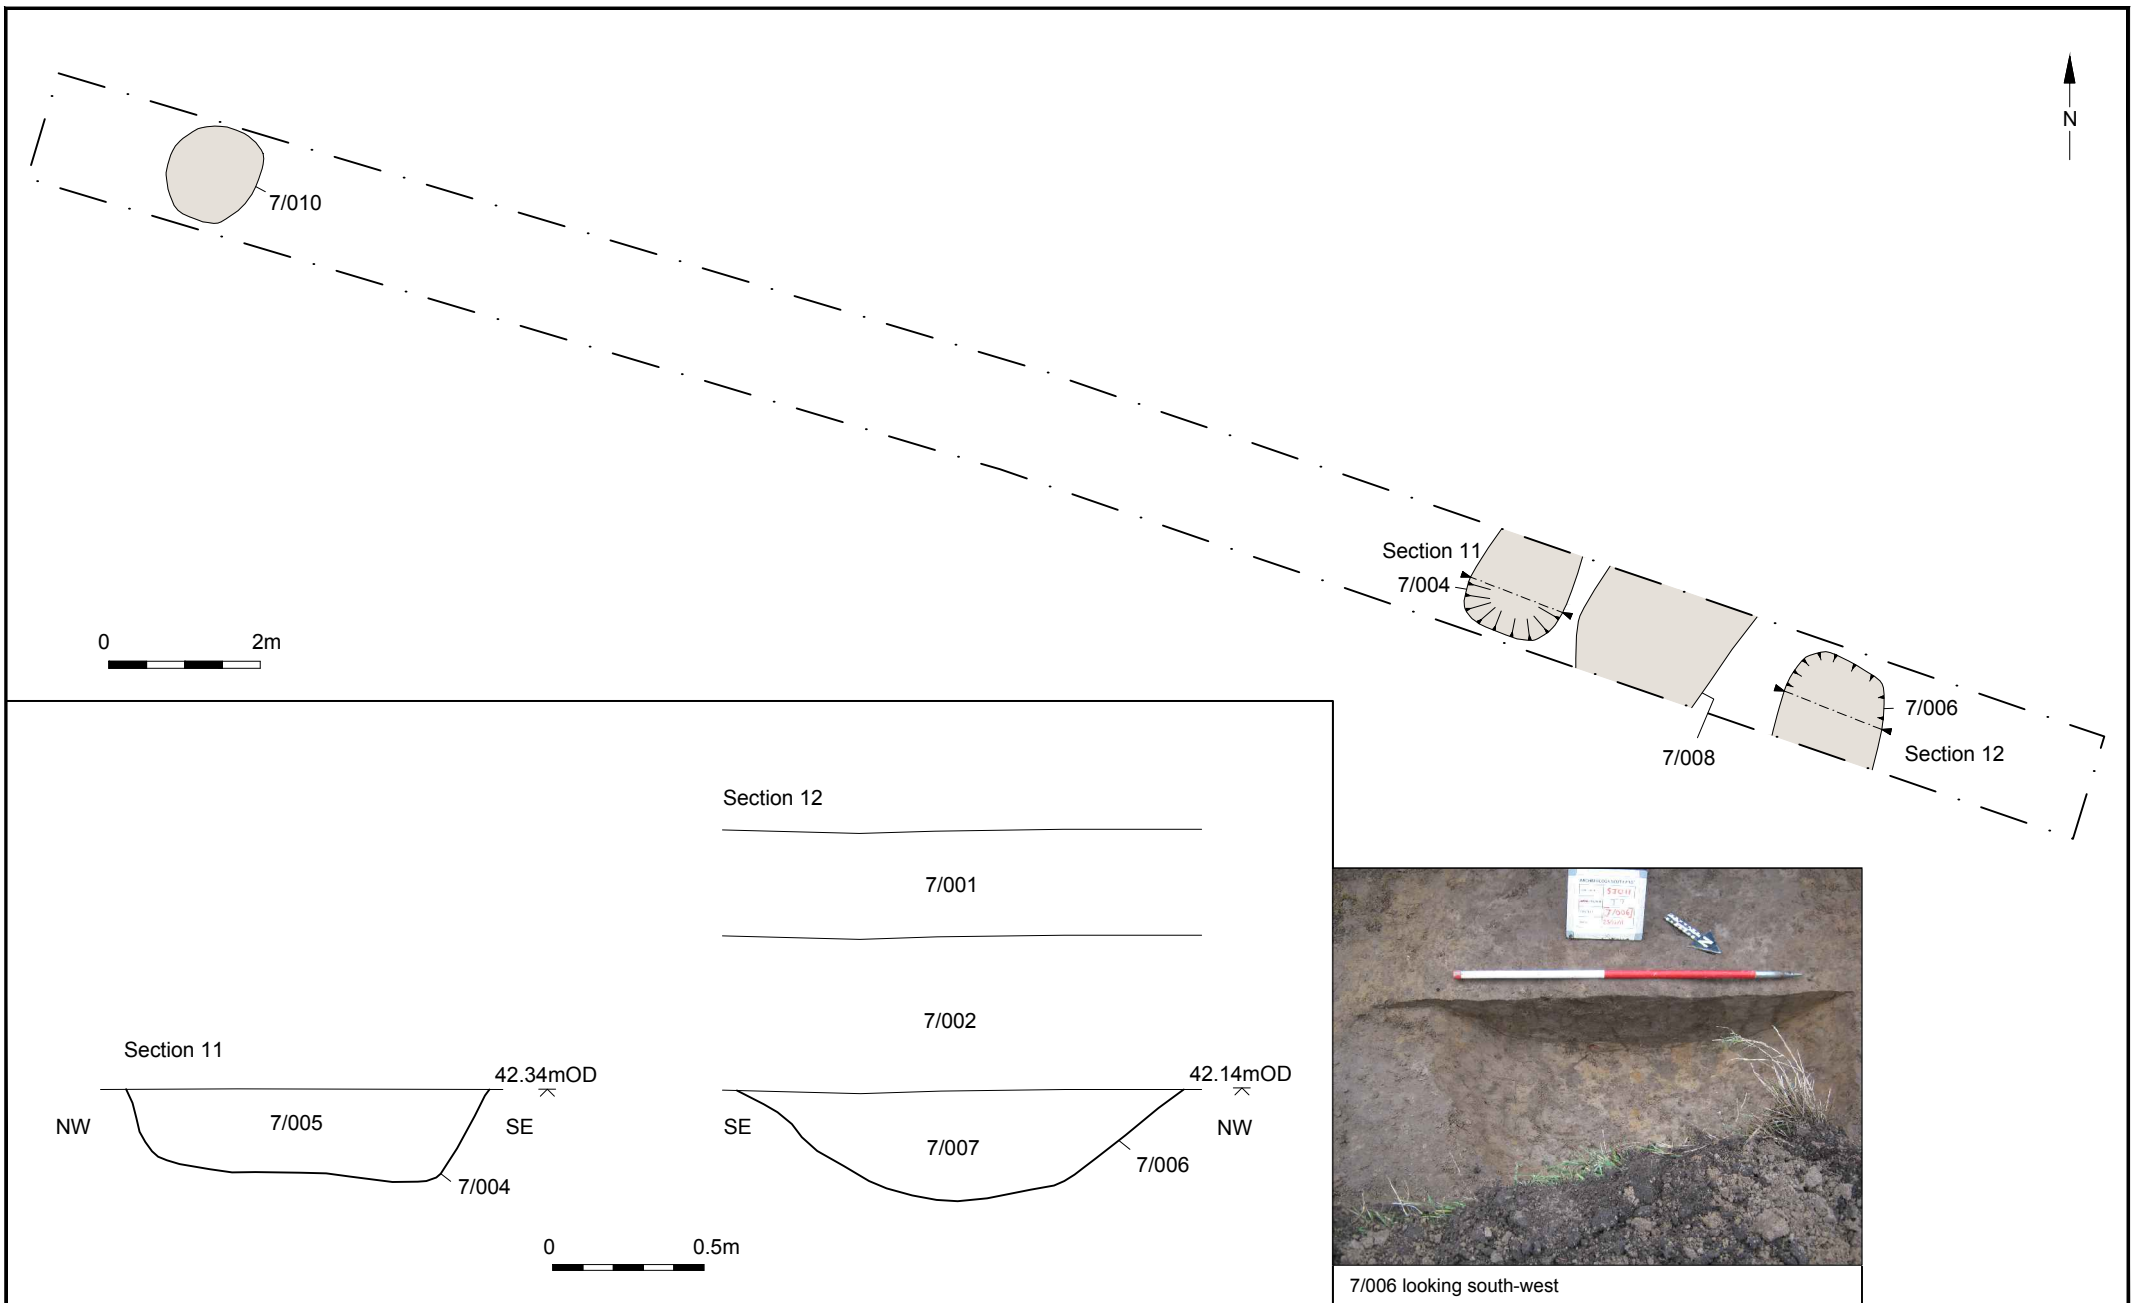 N
7/010
Section 11
7/004
0 2m
7/006
Section 12
7/008
Section 12
7/001
7/002
Section 11
42.34mOD
NW
7/005
SE
7/004
42.14mOD
SE
7/007
NW
7/006
0 0.5m
N
7/006 looking south-west